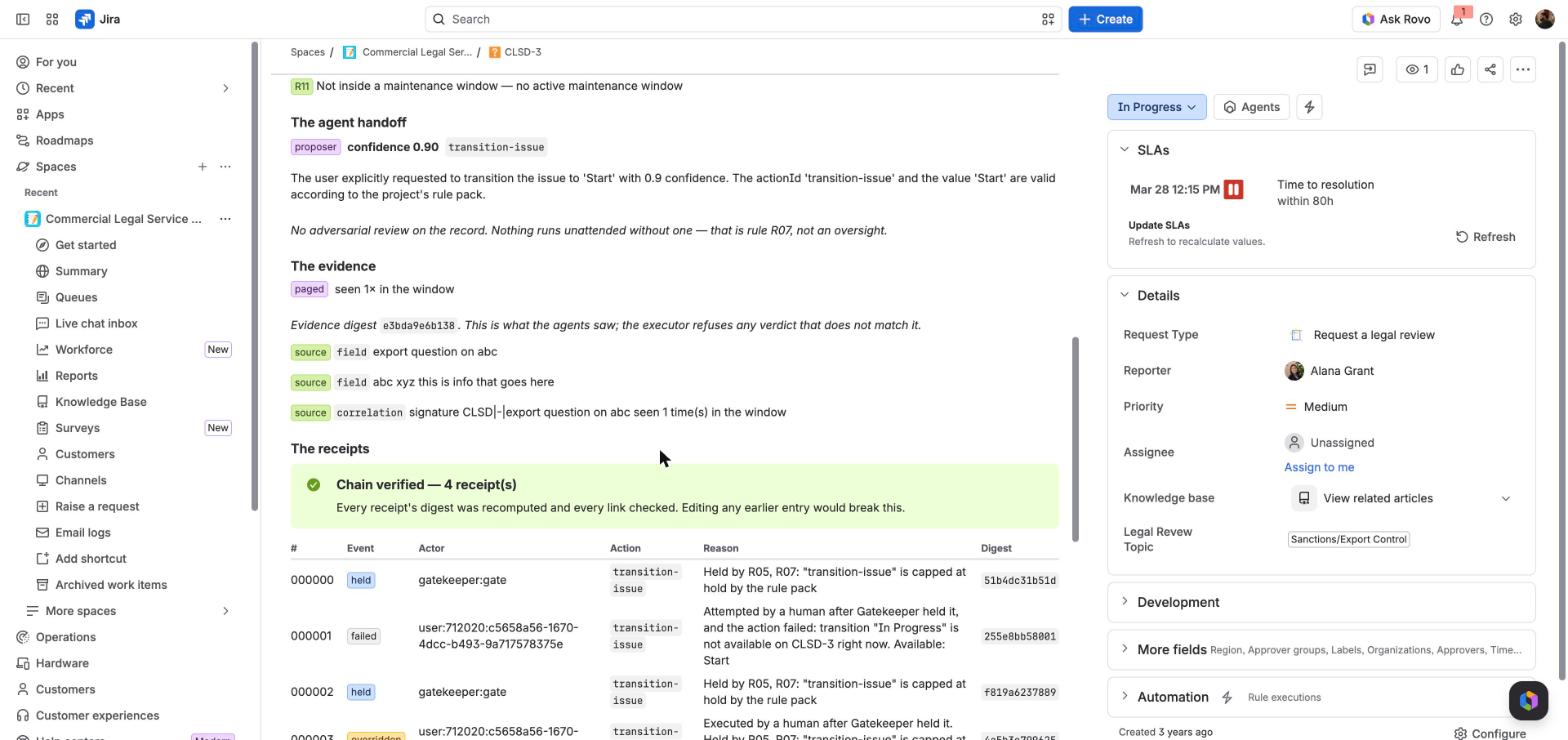 Jira
Search
Create
Ask Rovo
1
Spaces / Commercial Legal Ser... / CLSD-3
For you
Recent
Apps
Roadmaps
Spaces
Recent
Commercial Legal Service ...
Get started
Summary
Queues
Live chat inbox
Workforce New
Reports
Knowledge Base
Surveys New
Customers
Channels
Raise a request
Email logs
Add shortcut
Archived work items
More spaces
Operations
Hardware
Customers
Customer experiences
R11 Not inside a maintenance window — no active maintenance window
The agent handoff
proposer confidence 0.90 transition-issue
The user explicitly requested to transition the issue to 'Start' with 0.9 confidence. The actionId 'transition-issue' and the value 'Start' are valid
according to the project's rule pack.
No adversarial review on the record. Nothing runs unattended without one — that is rule R07, not an oversight.
The evidence
paged seen 1× in the window
Evidence digest e3bda9e6b138. This is what the agents saw; the executor refuses any verdict that does not match it.
source field export question on abc
source field abc xyz this is info that goes here
source correlation signature CLSD|-|export question on abc seen 1 time(s) in the window
The receipts
Chain verified — 4 receipt(s)
Every receipt's digest was recomputed and every link checked. Editing any earlier entry would break this.
# Event Actor Action Reason Digest
000000 held gatekeeper:gate transition-issue Held by R05, R07: "transition-issue" is capped at
hold by the rule pack 51b4dc31b51d
000001 failed user:712020:c5658a56-1670-
4dcc-b493-9a717578375e transition-issue Attempted by a human after Gatekeeper held it,
and the action failed: transition "In Progress" is
not available on CLSD-3 right now. Available:
Start 255e8bb58001
000002 held gatekeeper:gate transition-issue Held by R05, R07: "transition-issue" is capped at
hold by the rule pack f819a6237889
user:712020:c5658a56-1670- transition- Executed by a human after Gatekeeper held it.
1
In Progress
Agents
SLAs
Mar 28 12:15 PM
Time to resolution
within 80h
Update SLAs
Refresh to recalculate values.
Refresh
Details
Request Type Request a legal review
Reporter Alana Grant
Priority Medium
Assignee Unassigned
Assign to me
Knowledge base View related articles
Legal Revew
Topic Sanctions/Export Control
Development
More fields Region, Approver groups, Labels, Organizations, Approvers, Time...
Automation Rule executions
Created 3 years ago
Configure